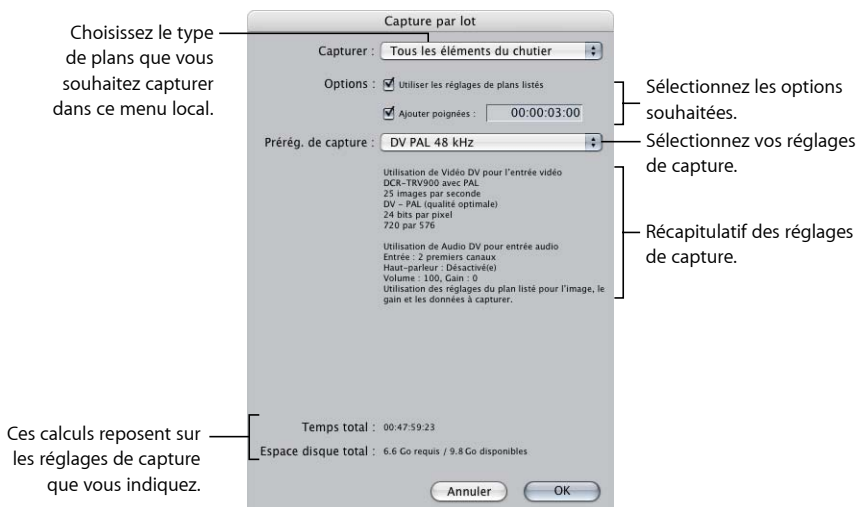 Capture par lot
Choisissez le type
de plans que vous
souhaitez capturer
dans ce menu local.
Capturer : Tous les éléments du chutier
Options : Utiliser les réglages de plans listés
Ajouter poignées : 00:00:03:00
Sélectionnez les options
souhaitées.
Prérég. de capture : DV PAL 48 kHz
Sélectionnez vos réglages
de capture.
Utilisation de Vidéo DV pour l'entrée vidéo
DCR-TRV900 avec PAL
25 images par seconde
DV - PAL (qualité optimale)
24 bits par pixel
720 par 576
Utilisation de Audio DV pour entrée audio
Entrée : 2 premiers canaux
Haut-parleur : Désactivé(e)
Volume : 100, Gain : 0
Utilisation des réglages du plan listé pour l'image, le
gain et les données à capturer.
Récapitulatif des réglages
de capture.
Ces calculs reposent sur
les réglages de capture
que vous indiquez.
Temps total : 00:47:59:23
Espace disque total : 6.6 Go requis / 9.8 Go disponibles
Annuler OK